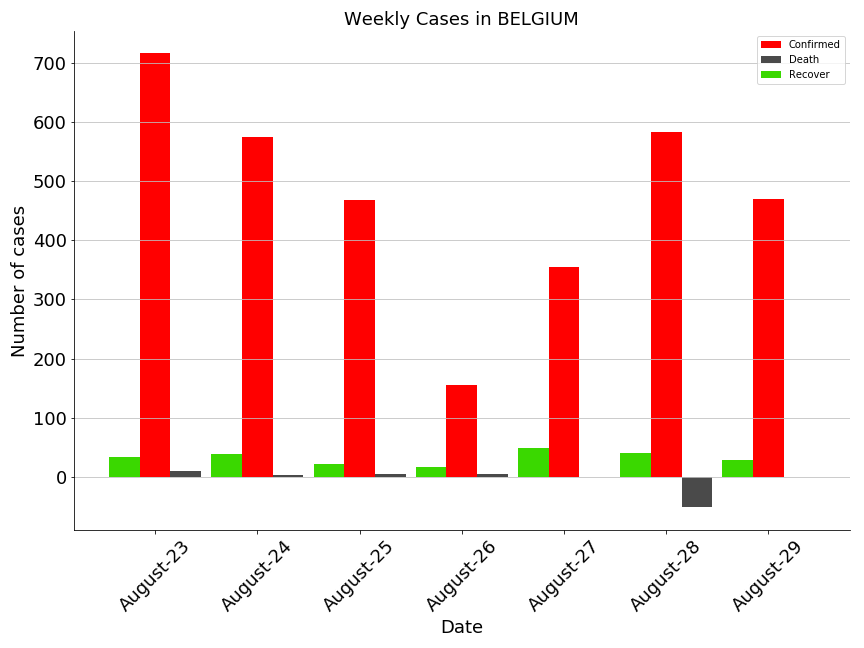 Weekly Cases in BELGIUM
Confirmed
Death
Recover
Number of cases
700
600
500
400
300
200
100
0
August-23
August-24
August-25
August-26
August-27
August-28
August-29
Date